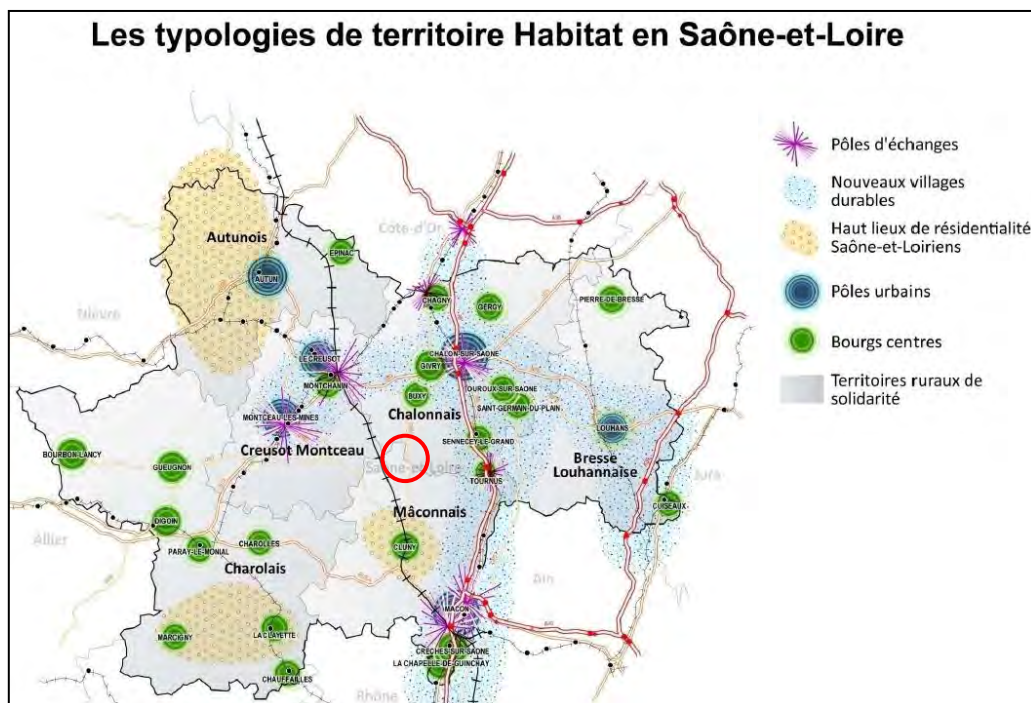 Les typologies de territoire Habitat en Saône-et-Loire
Pôles d'échanges
Nouveaux villages
durables
Haut lieux de résidentialité
Saône-et-Loiriens
Pôles urbains
Bourgs centres
Territoires ruraux de
solidarité
Côte-d'Or
Autunois
EPINAC
AUTUN
CHAGNY
GERGY
PIERRE-DE-BRESSE
Nièvre
LE CREUSOT
CHALON-SUR-SAONE
GIVRY
MONTCHANIN
BUXY
OUROUX-SUR-SAONE
SAINT-GERMAIN-DU-PLAIN
Chalonnais
MONTCEAU-LES-MINES
LOUHANS
SENNECEY-LE-GRAND
Creusot Montceau
BOURBON-LANCY
GUEUGNON
Saône-et-Loire
Bresse
Louhannaise
TOURNUS
Jura
CUISEAUX
Mâconnais
DIGOIN
Allier
PARAY-LE-MONIAL
CHAROLLES
CLUNY
Charolais
Ain
MACON
MARCIGNY
LA CLAYETTE
CRÊCHES-SUR-SAONE
LA CHAPELLE-DE-GUINCHAY
CHAUFFAILLES
Rhône